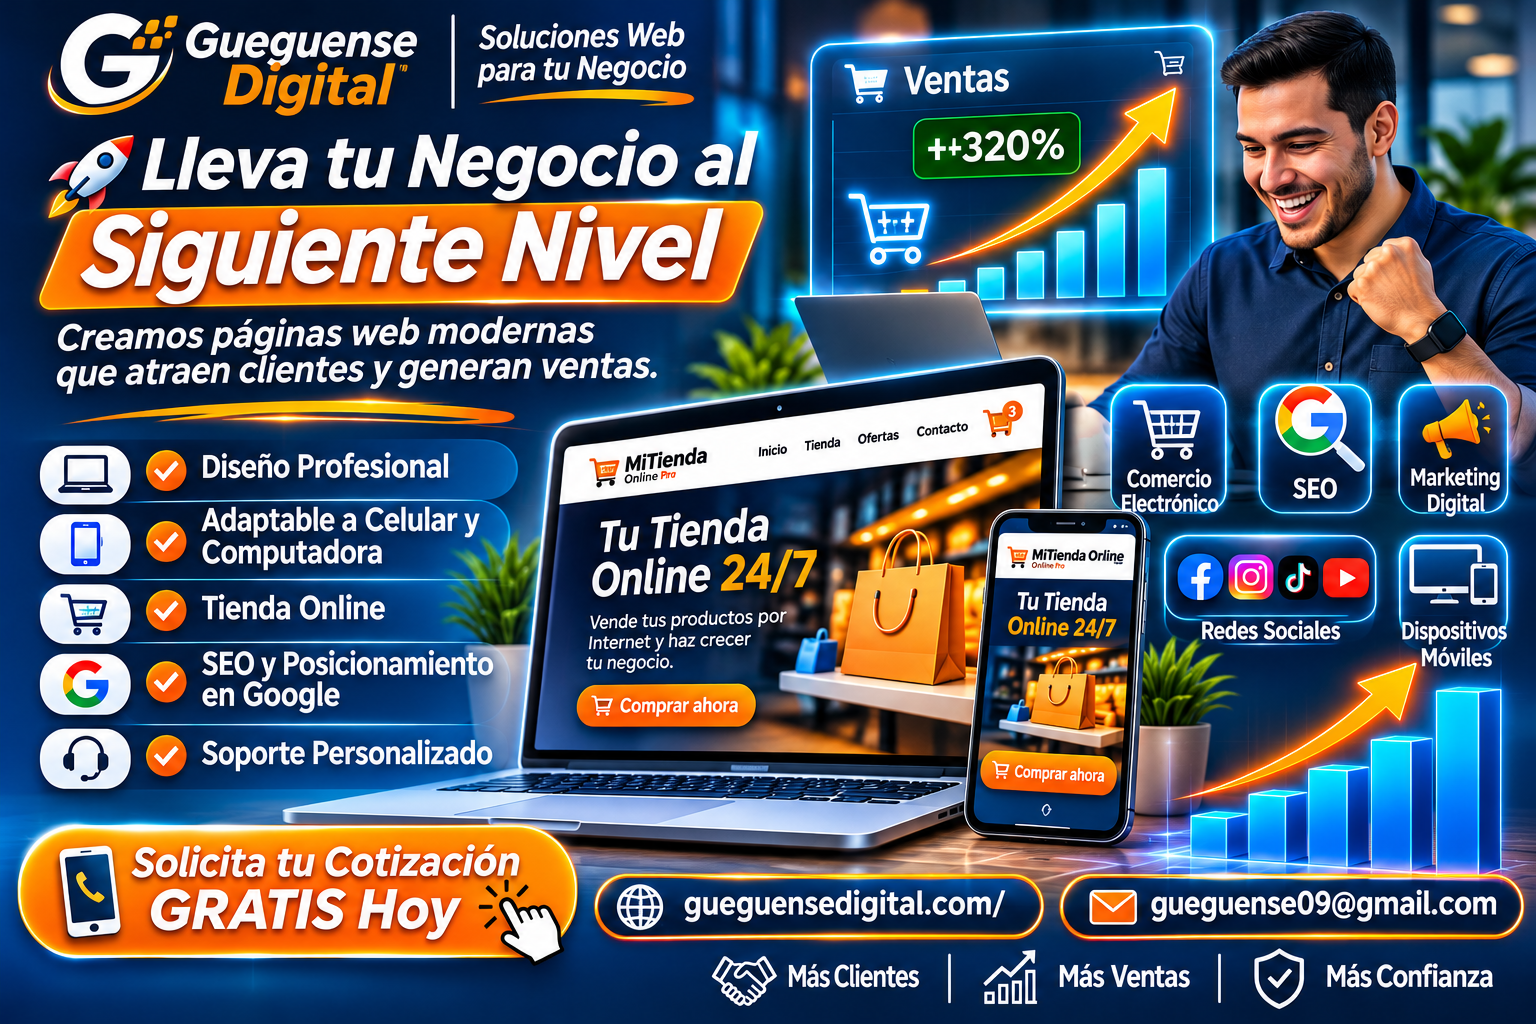 Gueguense
Digital™
Soluciones Web
para tu Negocio
Lleva tu Negocio al
Siguiente Nivel
Creamos páginas web modernas
que atraen clientes y generan ventas.
Diseño Profesional
Adaptable a Celular y
Computadora
Tienda Online
SEO y Posicionamiento
en Google
Soporte Personalizado
Solicita tu Cotización
GRATIS Hoy
Ventas
++320%
MiTienda
Online Pro
Inicio
Tienda
Ofertas
Contacto
3
Tu Tienda
Online 24/7
Vende tus productos por
Internet y haz crecer
tu negocio.
Comprar ahora
MiTienda Online
Online Pro
Tu Tienda
Online 24/7
Comprar ahora
Comercio
Electrónico
SEO
Marketing
Digital
Redes Sociales
Dispositivos
Móviles
gueguensedigital.com/
gueguense09@gmail.com
Más Clientes
Más Ventas
Más Confianza